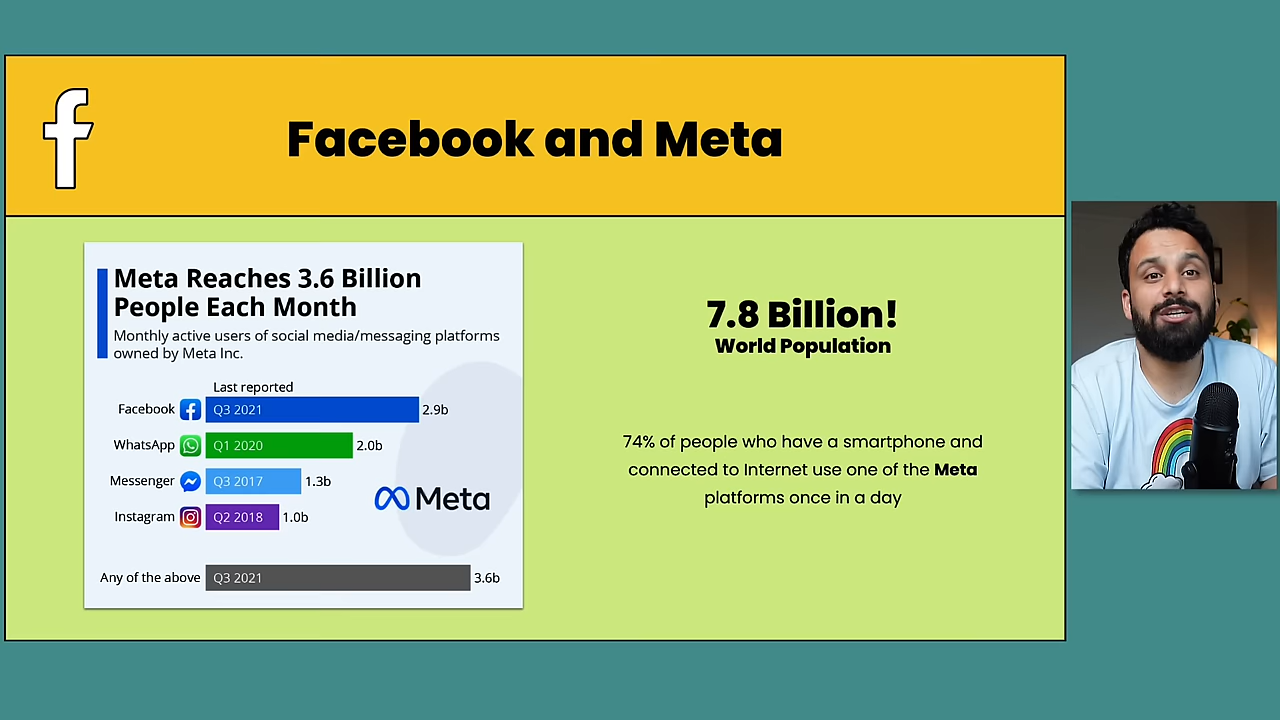 Facebook and Meta
Meta Reaches 3.6 Billion
People Each Month
Monthly active users of social media/messaging platforms
owned by Meta Inc.
Last reported
Facebook Q3 2021 2.9b
WhatsApp Q1 2020 2.0b
Messenger Q3 2017 1.3b
Instagram Q2 2018 1.0b
Meta
Any of the above Q3 2021 3.6b
7.8 Billion!
World Population
74% of people who have a smartphone and
connected to Internet use one of the Meta
platforms once in a day